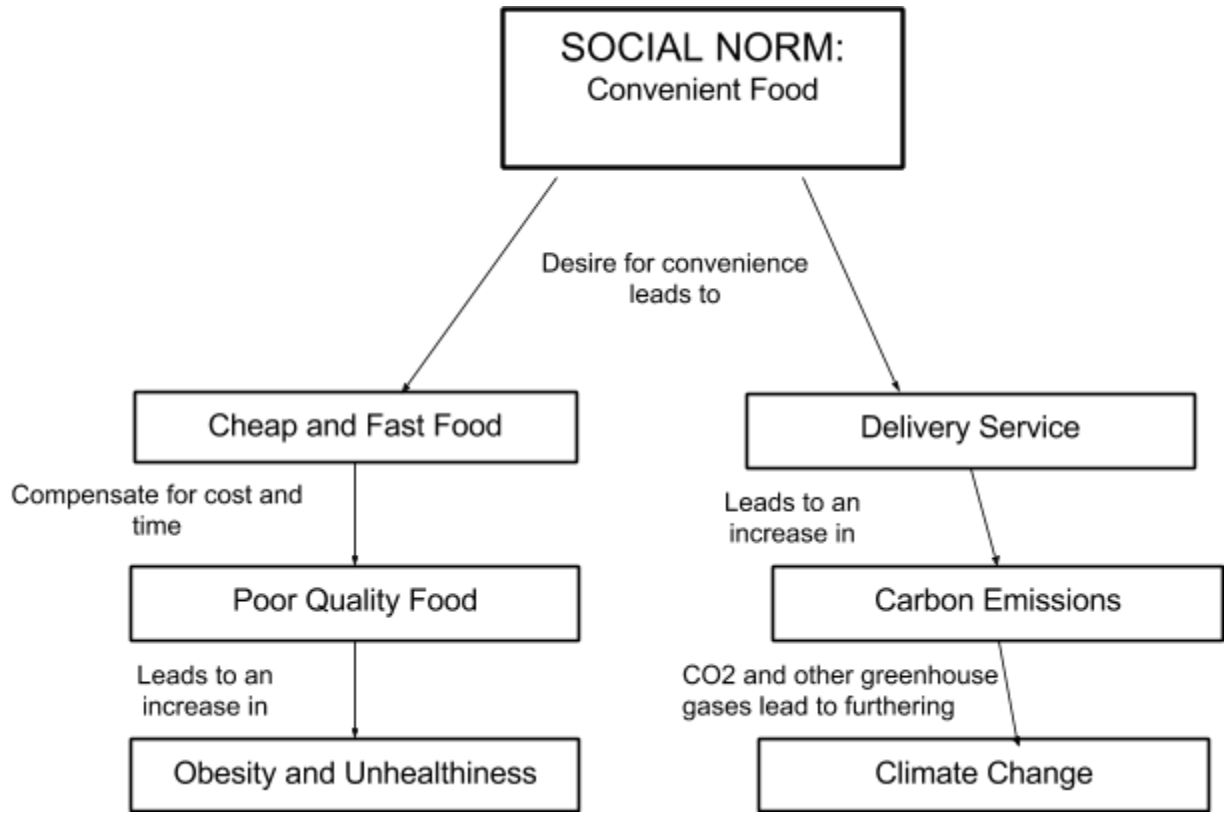 SOCIAL NORM:
Convenient Food
Desire for convenience
leads to
Cheap and Fast Food
Delivery Service
Compensate for cost and
time
Leads to an
increase in
Poor Quality Food
Carbon Emissions
Leads to an
increase in
CO2 and other greenhouse
gases lead to furthering
Obesity and Unhealthiness
Climate Change